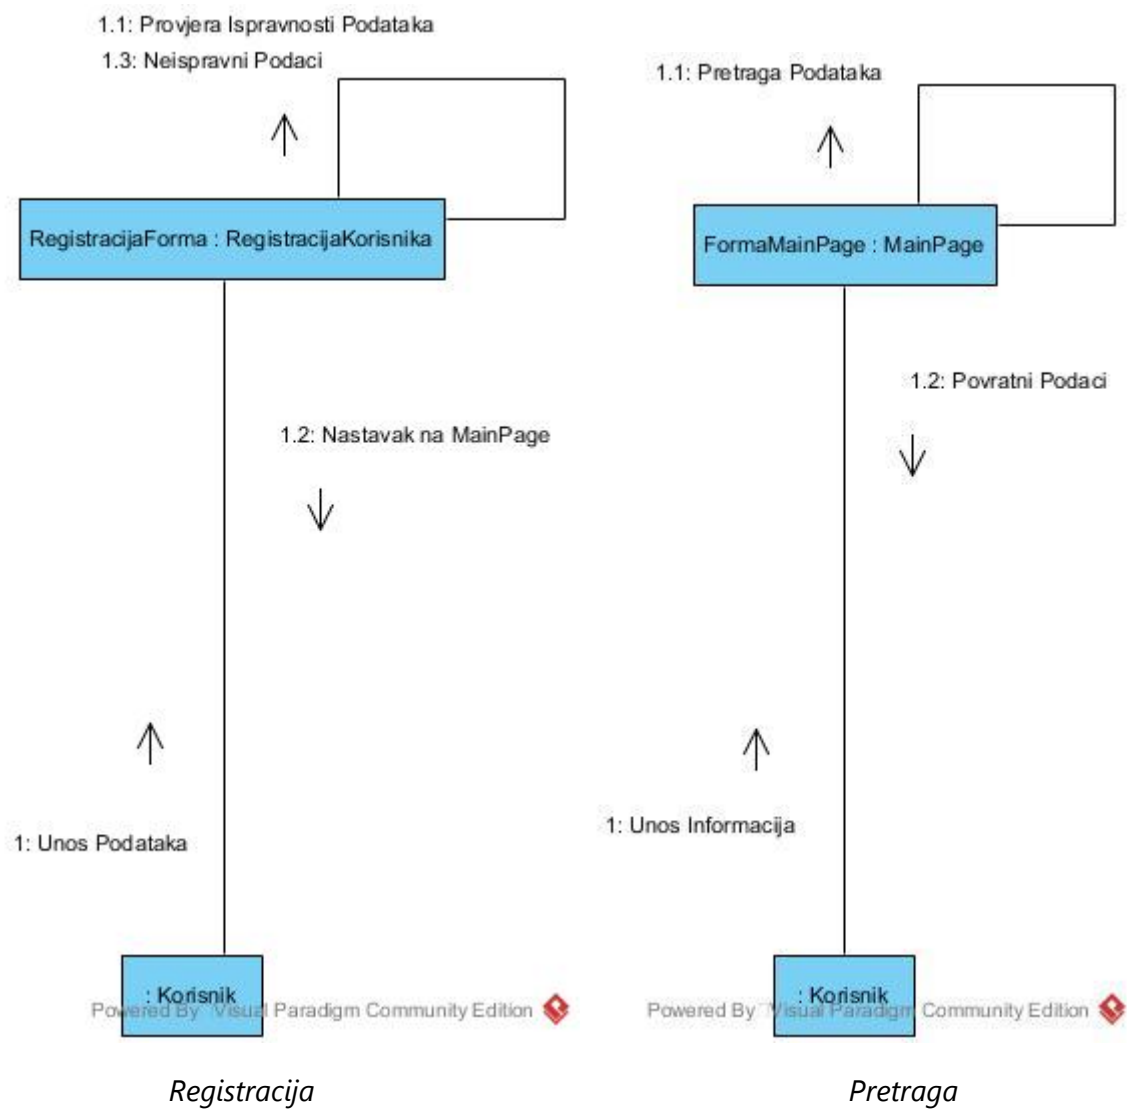 1.1: Provjera Ispravnosti Podataka
1.3: Neispravni Podaci
RegistracijaForma : RegistracijaKorisnika
1.2: Nastavak na MainPage
1: Unos Podataka
: Korisnik
Powered By Visual Paradigm Community Edition
Registracija
1.1: Pretraga Podataka
FormaMainPage : MainPage
1.2: Povratni Podaci
1: Unos Informacija
: Korisnik
Powered By Visual Paradigm Community Edition
Pretraga